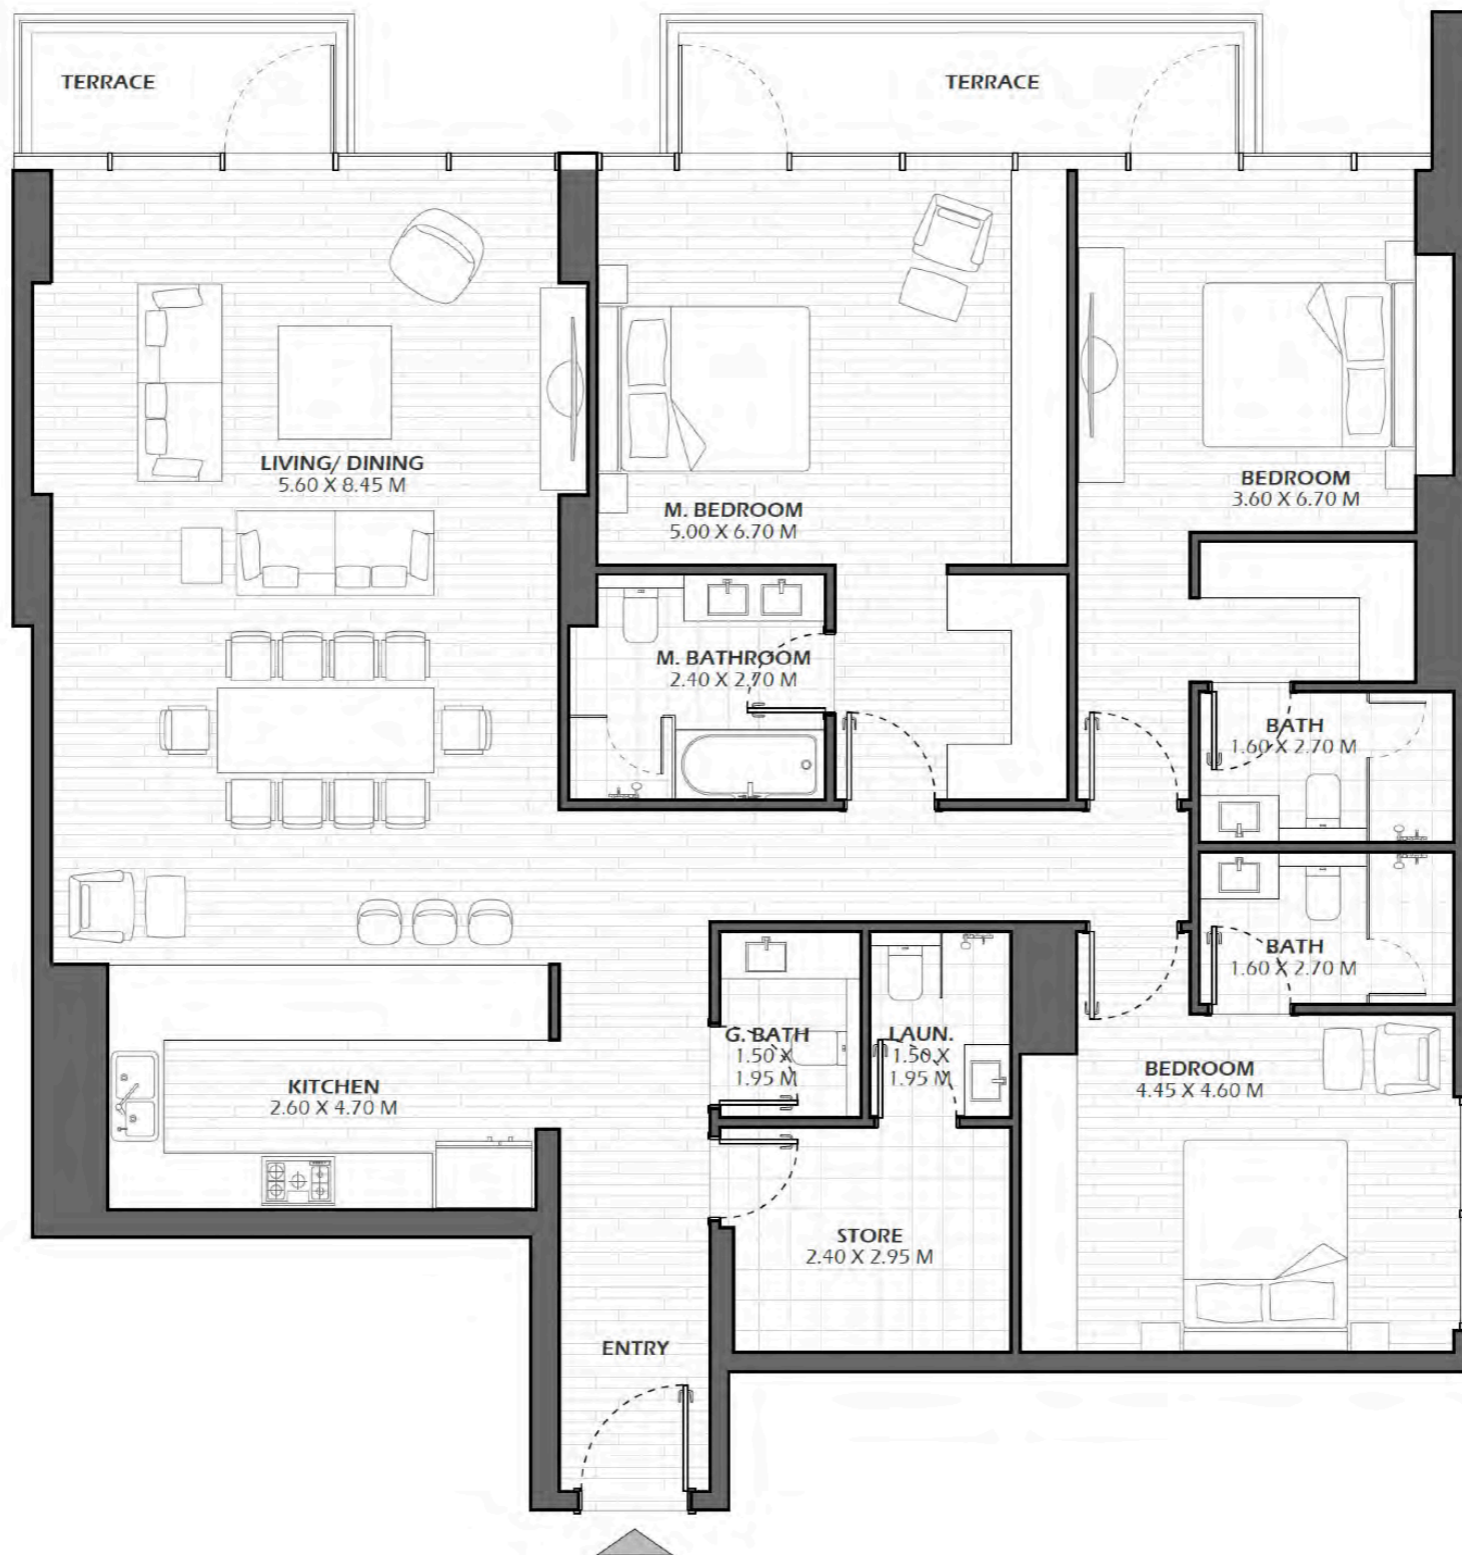 TERRACE
TERRACE
LIVING/ DINING
5.60 X 8.45 M
M. BEDROOM
5.00 X 6.70 M
BEDROOM
3.60 X 6.70 M
M. BATHROOM
2.40 X 2.70 M
BATH
1.60 X 2.70 M
BATH
1.60 X 2.70 M
KITCHEN
2.60 X 4.70 M
G. BATH
1.50 X
1.95 M
LAUN.
1.50 X
1.95 M
BEDROOM
4.45 X 4.60 M
STORE
2.40 X 2.95 M
ENTRY